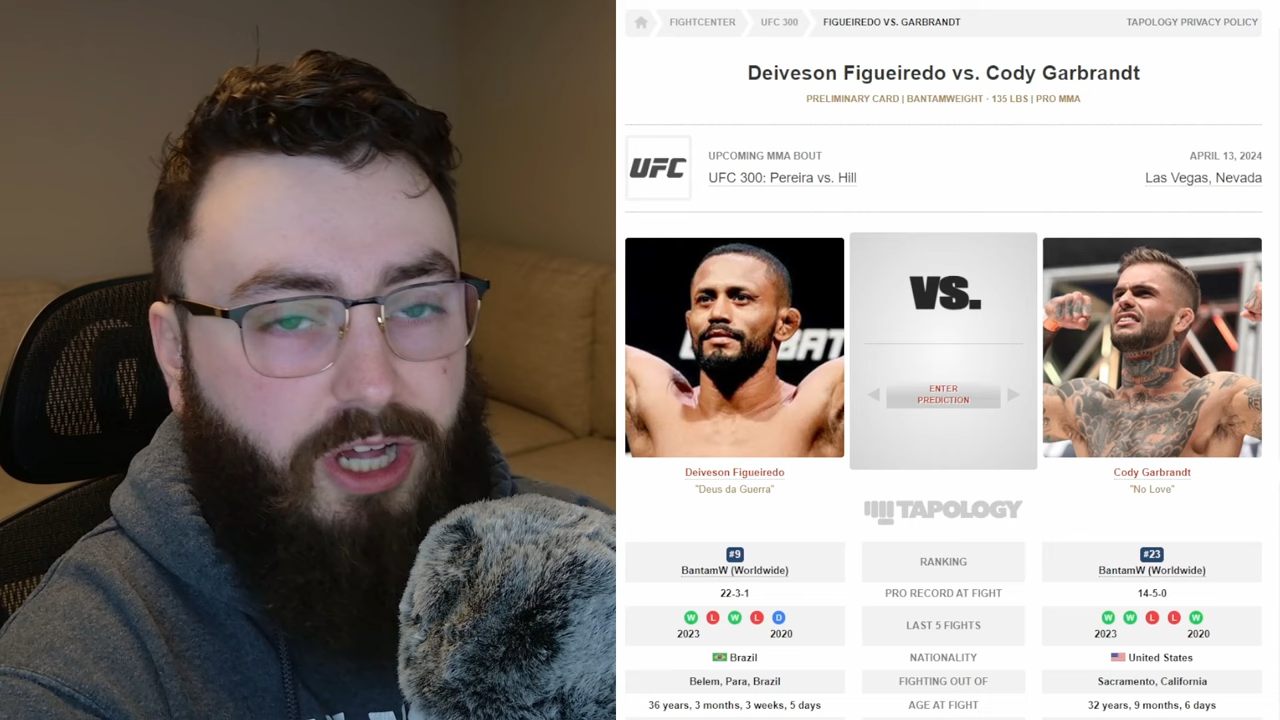 FIGHTCENTER UFC 300 FIGUEIREDO VS. GARBRANDT TAPOLOGY PRIVACY POLICY
Deiveson Figueiredo vs. Cody Garbrandt
PRELIMINARY CARD | BANTAMWEIGHT · 135 LBS | PRO MMA
UFC
UPCOMING MMA BOUT APRIL 13, 2024
UFC 300: Pereira vs. Hill Las Vegas, Nevada
VS.
ENTER
PREDICTION
Deiveson Figueiredo Cody Garbrandt
"Deus da Guerra" "No Love"
TAPOLOGY
#9 RANKING #23
BantamW (Worldwide) BantamW (Worldwide)
22-3-1 PRO RECORD AT FIGHT 14-5-0
W L W L D LAST 5 FIGHTS W W L L W
2023 2020 2023 2020
Brazil NATIONALITY United States
Belem, Para, Brazil FIGHTING OUT OF Sacramento, California
36 years, 3 months, 3 weeks, 5 days AGE AT FIGHT 32 years, 9 months, 6 days